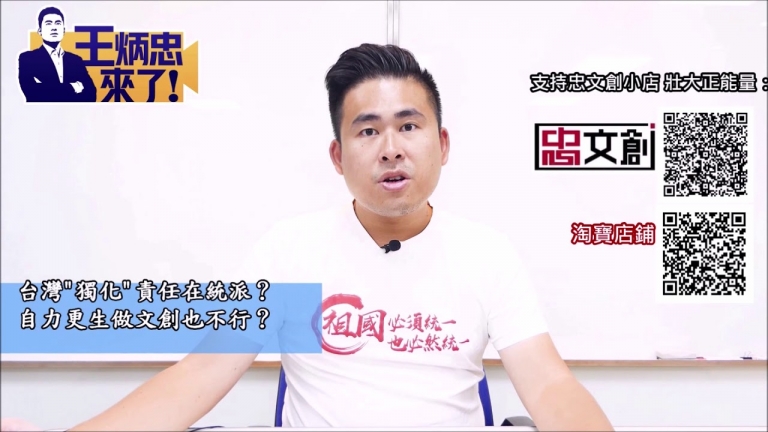 王炳忠
來了!
支持忠文創小店 壯大正能量：
忠文創
淘寶店鋪
台灣"獨化"責任在統派？
自力更生做文創也不行？
祖國必須統一
也必然統一